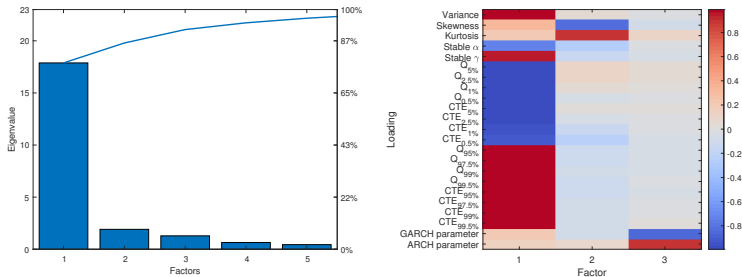 23
20
15
10
5
0
Eigenvalue
100%
87%
65%
43%
22%
0%
1 2 3 4 5
Factors
Loading
Variance
Skewness
Kurtosis
Stable α
Stable γ
Q5%
Q2.5%
Q1%
Q0.5%
CTE5%
CTE2.5%
CTE1%
CTE0.5%
Q95%
Q97.5%
Q99%
Q99.5%
CTE95%
CTE97.5%
CTE99%
CTE99.5%
GARCH parameter
ARCH parameter
1 2 3
Factor
0.8
0.6
0.4
0.2
0
-0.2
-0.4
-0.6
-0.8